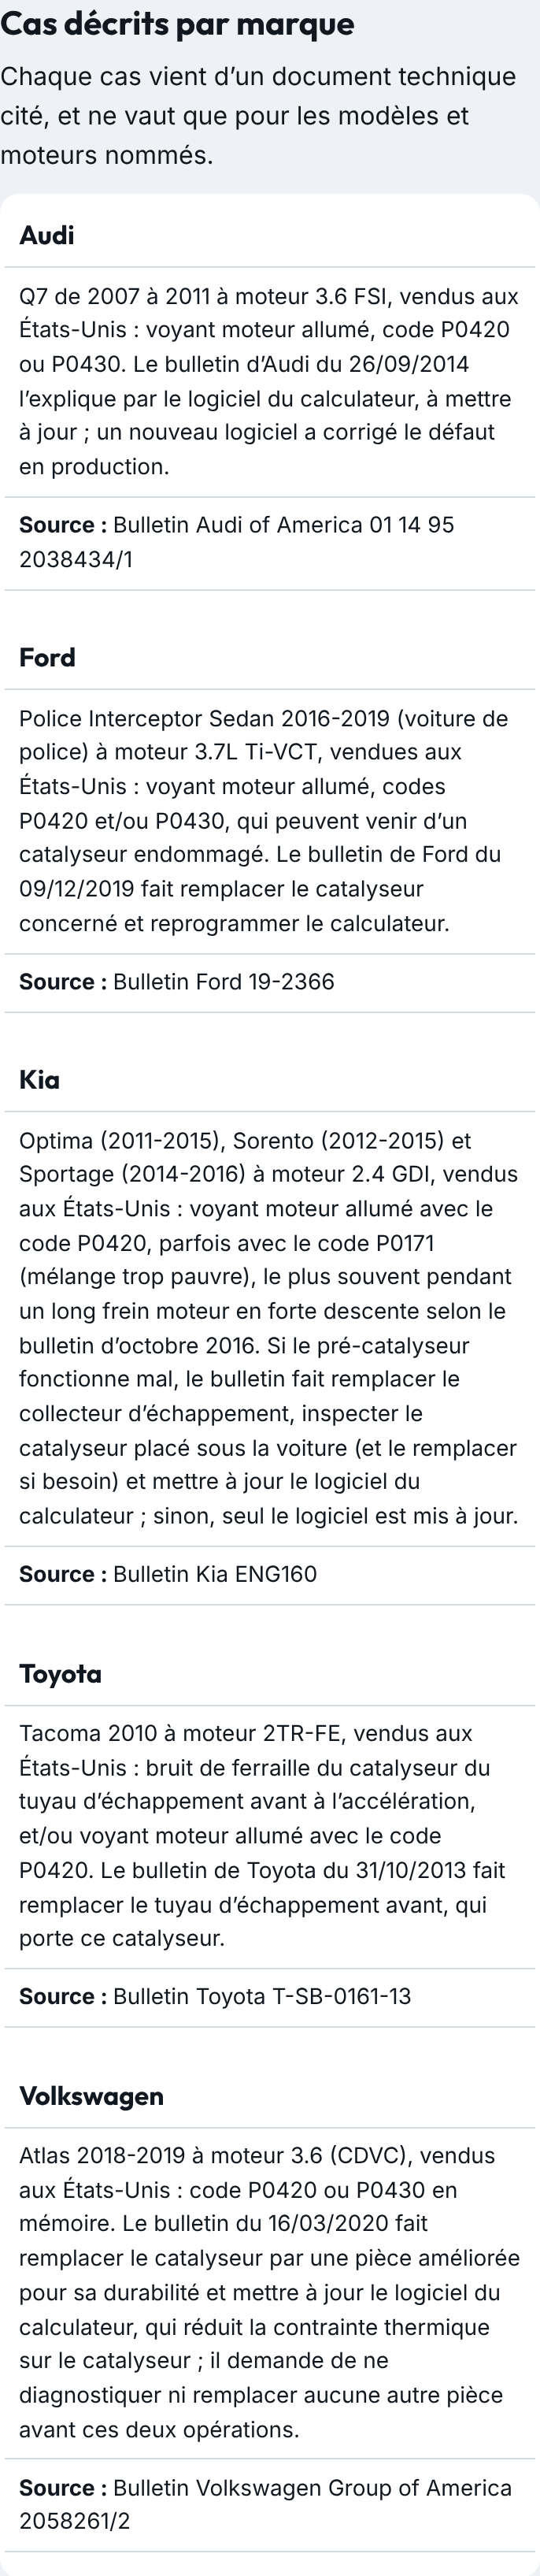 Cas décrits par marque
Chaque cas vient d’un document technique
cité, et ne vaut que pour les modèles et
moteurs nommés.
Audi
Q7 de 2007 à 2011 à moteur 3.6 FSI, vendus aux
États-Unis : voyant moteur allumé, code P0420
ou P0430. Le bulletin d’Audi du 26/09/2014
l’explique par le logiciel du calculateur, à mettre
à jour ; un nouveau logiciel a corrigé le défaut
en production.
Source : Bulletin Audi of America 01 14 95
2038434/1
Ford
Police Interceptor Sedan 2016-2019 (voiture de
police) à moteur 3.7L Ti-VCT, vendues aux
États-Unis : voyant moteur allumé, codes
P0420 et/ou P0430, qui peuvent venir d’un
catalyseur endommagé. Le bulletin de Ford du
09/12/2019 fait remplacer le catalyseur
concerné et reprogrammer le calculateur.
Source : Bulletin Ford 19-2366
Kia
Optima (2011-2015), Sorento (2012-2015) et
Sportage (2014-2016) à moteur 2.4 GDI, vendus
aux États-Unis : voyant moteur allumé avec le
code P0420, parfois avec le code P0171
(mélange trop pauvre), le plus souvent pendant
un long frein moteur en forte descente selon le
bulletin d’octobre 2016. Si le pré-catalyseur
fonctionne mal, le bulletin fait remplacer le
collecteur d’échappement, inspecter le
catalyseur placé sous la voiture (et le remplacer
si besoin) et mettre à jour le logiciel du
calculateur ; sinon, seul le logiciel est mis à jour.
Source : Bulletin Kia ENG160
Toyota
Tacoma 2010 à moteur 2TR-FE, vendus aux
États-Unis : bruit de ferraille du catalyseur du
tuyau d’échappement avant à l’accélération,
et/ou voyant moteur allumé avec le code
P0420. Le bulletin de Toyota du 31/10/2013 fait
remplacer le tuyau d’échappement avant, qui
porte ce catalyseur.
Source : Bulletin Toyota T-SB-0161-13
Volkswagen
Atlas 2018-2019 à moteur 3.6 (CDVC), vendus
aux États-Unis : code P0420 ou P0430 en
mémoire. Le bulletin du 16/03/2020 fait
remplacer le catalyseur par une pièce améliorée
pour sa durabilité et mettre à jour le logiciel du
calculateur, qui réduit la contrainte thermique
sur le catalyseur ; il demande de ne
diagnostiquer ni remplacer aucune autre pièce
avant ces deux opérations.
Source : Bulletin Volkswagen Group of America
2058261/2